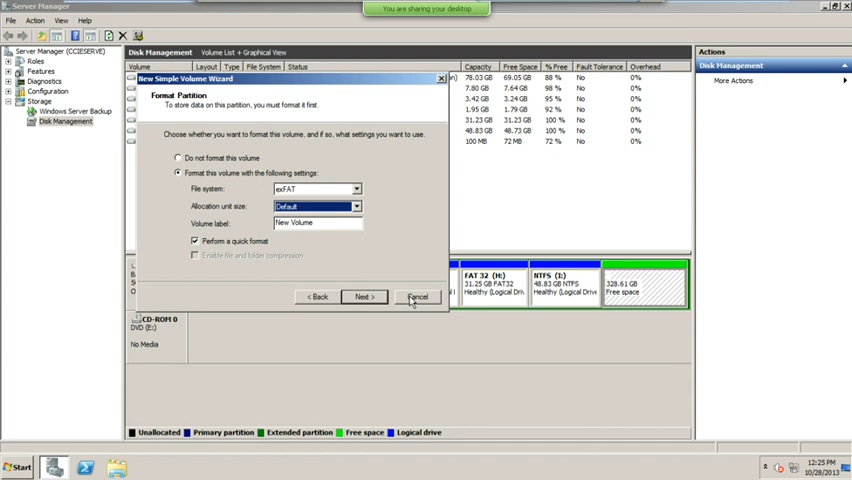 Server Manager
You are sharing your desktop
File Action View Help
Server Manager (CCIESERVE)
Roles
Features
Diagnostics
Configuration
Storage
Windows Server Backup
Disk Management
Disk Management Volume List + Graphical View
Volume Layout Type File System Status Capacity Free Space % Free Fault Tolerance Overhead
78.03 GB 69.05 GB 88 % No 0%
7.80 GB 7.64 GB 98 % No 0%
3.42 GB 3.24 GB 95 % No 0%
1.95 GB 1.79 GB 92 % No 0%
31.23 GB 31.23 GB 100 % No 0%
48.83 GB 48.73 GB 100 % No 0%
100 MB 72 MB 72 % No 0%
New Simple Volume Wizard
Format Partition
To store data on this partition, you must format it first.
Choose whether you want to format this volume, and if so, what settings you want to use.
Do not format this volume
Format this volume with the following settings:
File system: exFAT
Allocation unit size: Default
Volume label: New Volume
Perform a quick format
Enable file and folder compression
< Back Next > Cancel
FAT 32 (H:)
31.25 GB FAT32
Healthy (Logical Driv
NTFS (I:)
48.83 GB NTFS
Healthy (Logical Driv
328.61 GB
Free space
CD-ROM 0
DVD (E:)
No Media
Unallocated Primary partition Extended partition Free space Logical drive
Actions
Disk Management
More Actions
Start
12:25 PM
10/28/2013